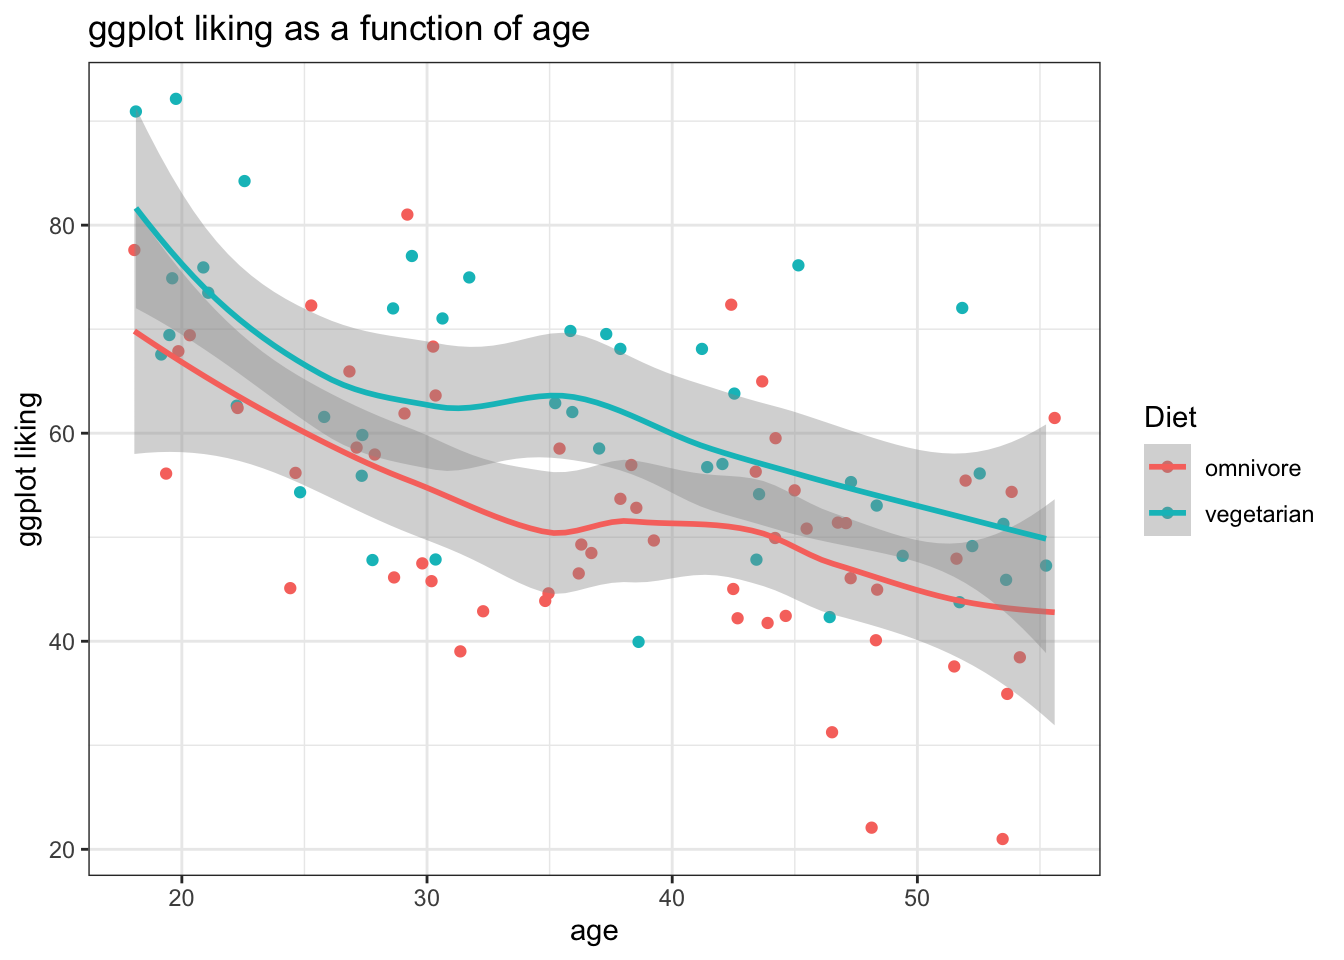 ggplot liking as a function of age
ggplot liking
80
60
40
20
20 30 40 50
age
Diet
omnivore
vegetarian